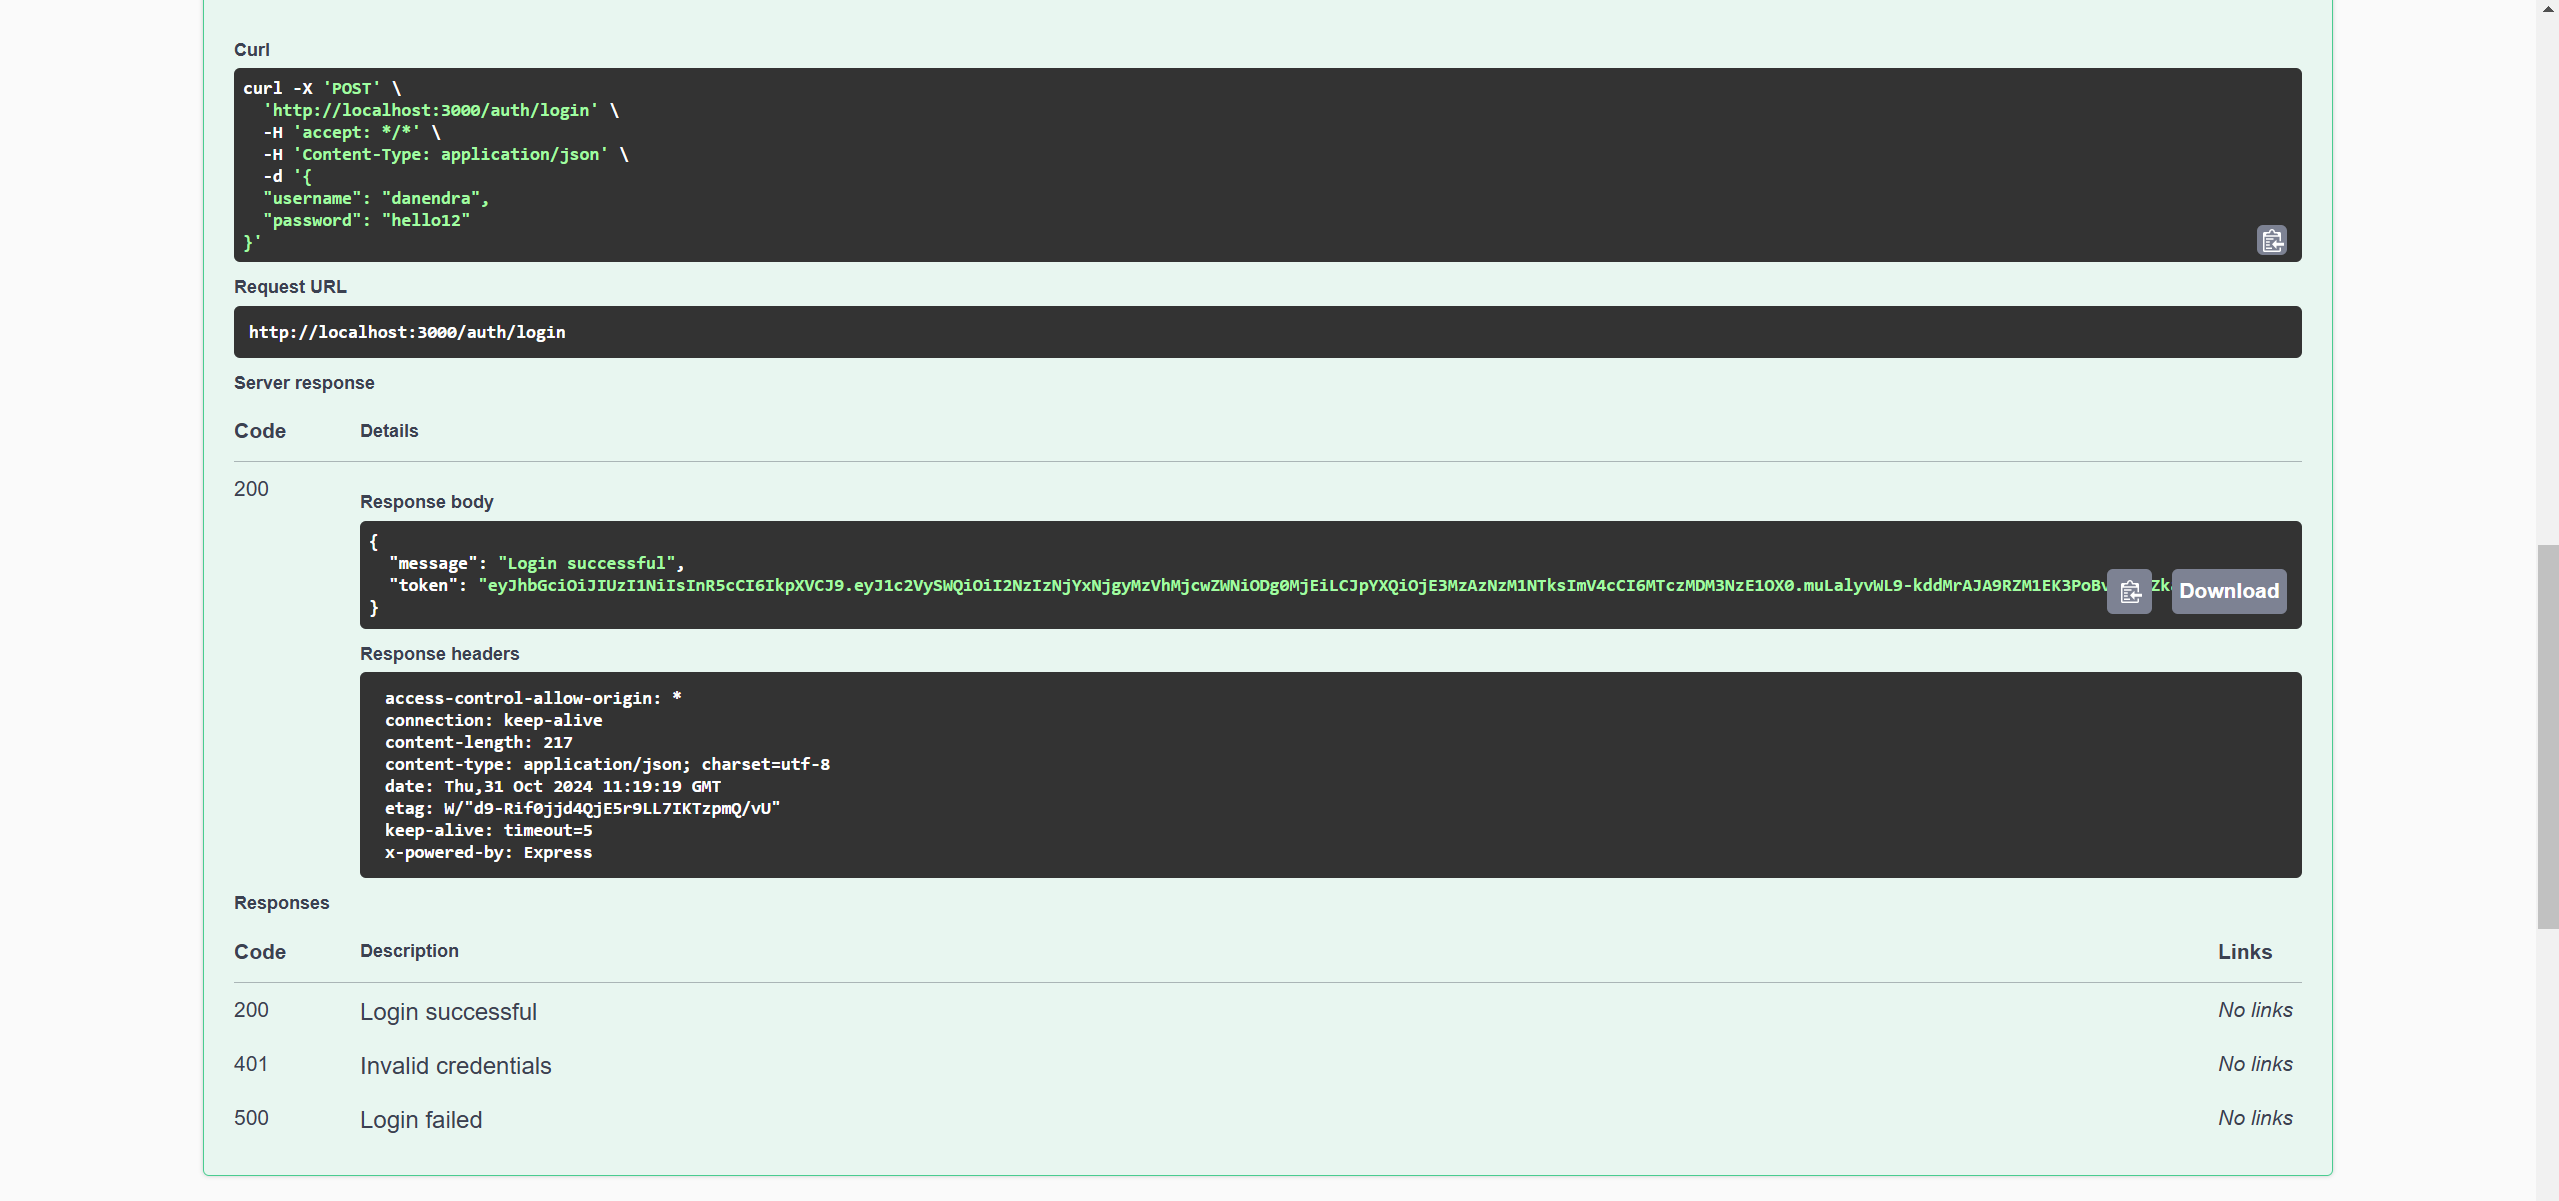 Curl
curl -X 'POST' \
'http://localhost:3000/auth/login' \
-H 'accept: */*' \
-H 'Content-Type: application/json' \
-d '{
"username": "danendra",
"password": "hello12"
}'
Request URL
http://localhost:3000/auth/login
Server response
Code Details
200
Response body
{
"message": "Login successful",
"token": "eyJhbGciOiJIUzI1NiIsInR5cCI6IkpXVCJ9.eyJ1c2VySWQiOiI2NzIzNjYxNjgyMzVhMjcwZWNiODg0MjEiLCJpYXQiOjE3MzAzNzM1NTksImV4cCI6MTczMDM3NzE1OX0.muLalyvWL9-kddMrAJA9RZM1EK3PoBv
Download
}
Response headers
access-control-allow-origin: *
connection: keep-alive
content-length: 217
content-type: application/json; charset=utf-8
date: Thu,31 Oct 2024 11:19:19 GMT
etag: W/"d9-Rif0jjd4QjE5r9LL7IKTzpmQ/vU"
keep-alive: timeout=5
x-powered-by: Express
Responses
Code Description Links
200 Login successful No links
401 Invalid credentials No links
500 Login failed No links